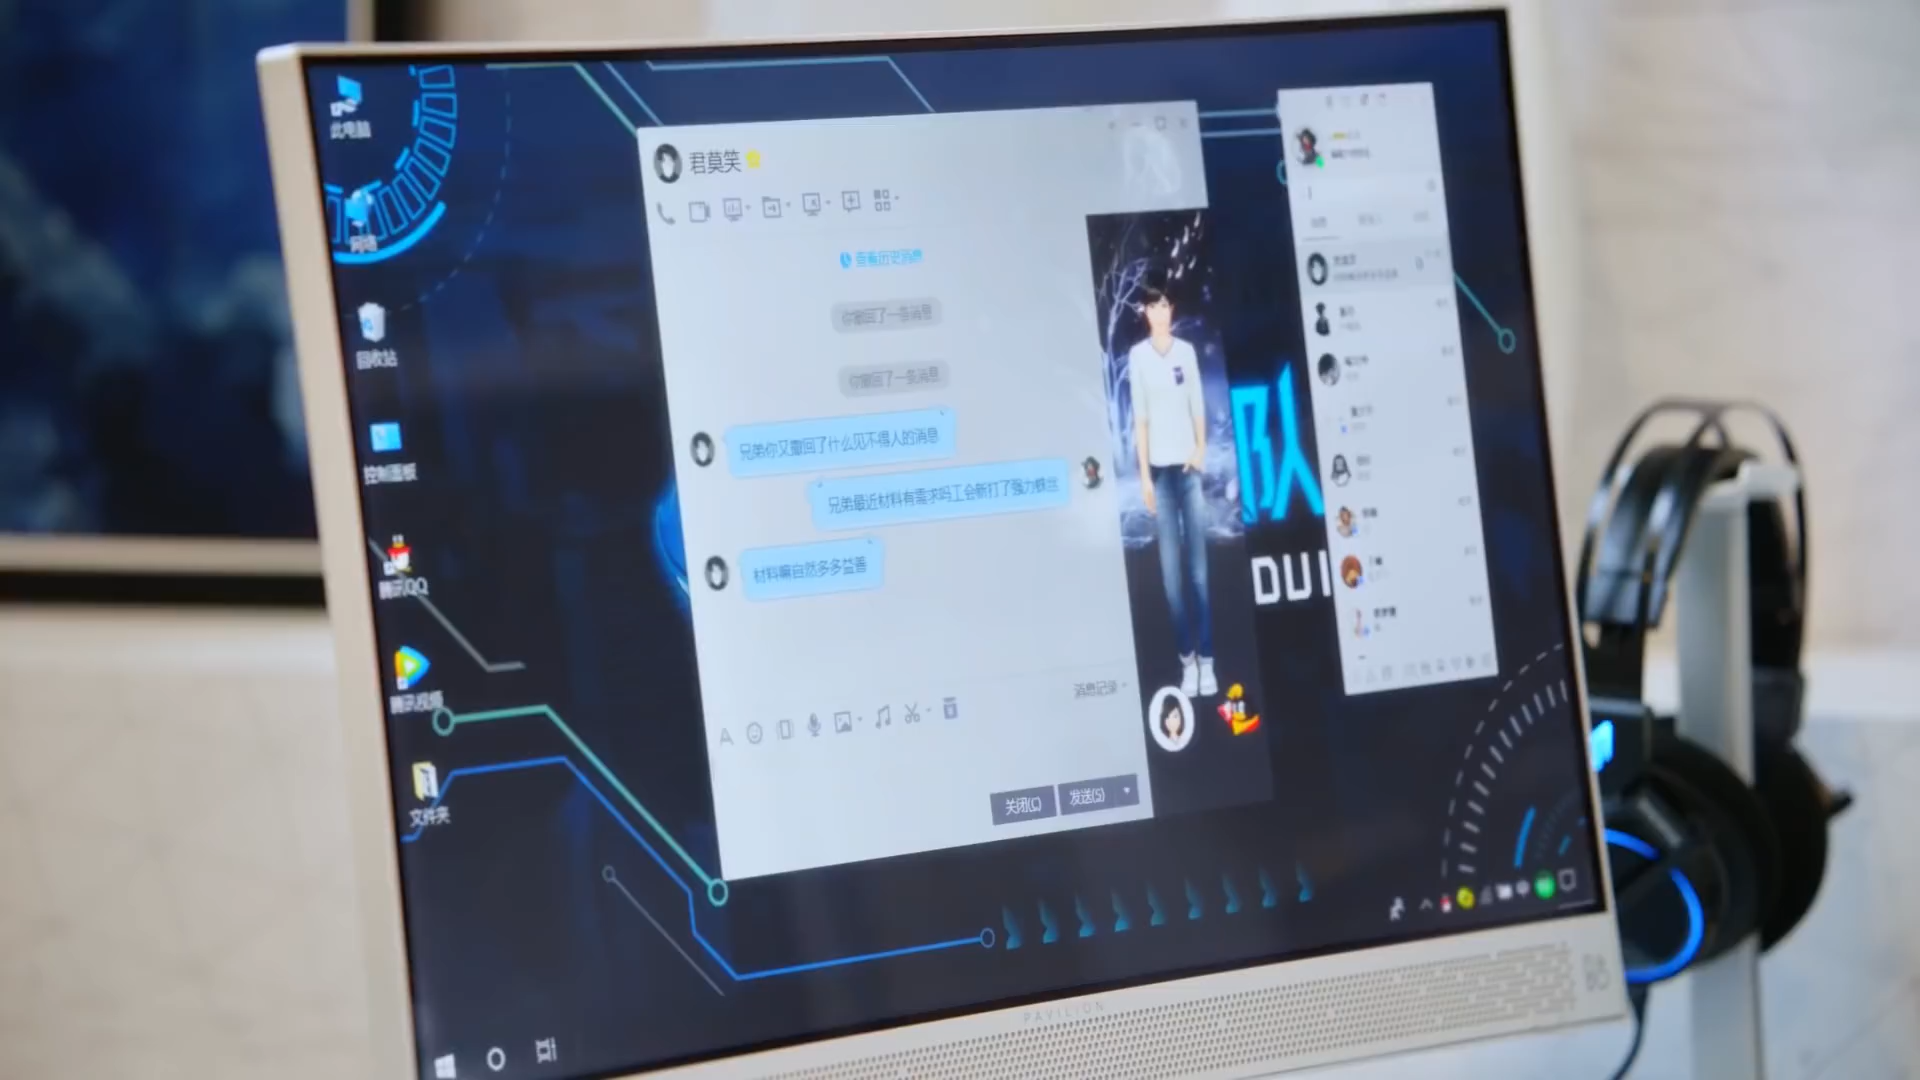 此电脑
网络
回收站
控制面板
腾讯QQ
腾讯视频
文件夹
君莫笑
查看历史消息
你撤回了一条消息
你撤回了一条消息
兄弟你又撤回了什么见不得人的消息
兄弟最近材料有需求吗工会新打了强力蛛丝
材料嘛自然多多益善
消息记录
关闭(C)
发送(S)
队
DUI
PAVILION